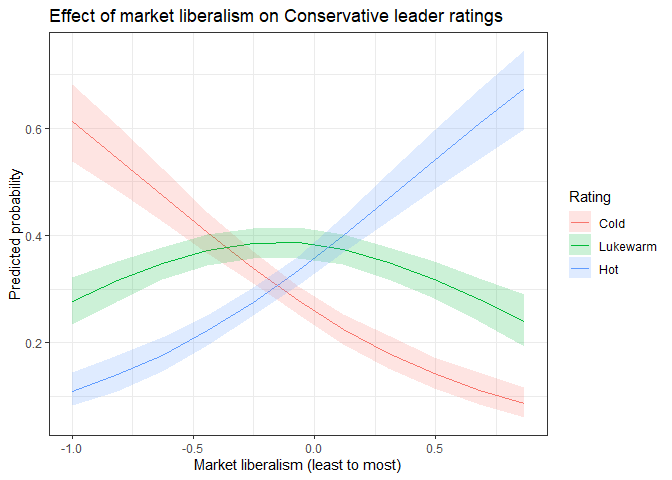 Effect of market liberalism on Conservative leader ratings
Predicted probability
0.6
0.4
0.2
-1.0
-0.5
0.0
0.5
Market liberalism (least to most)
Rating
Cold
Lukewarm
Hot